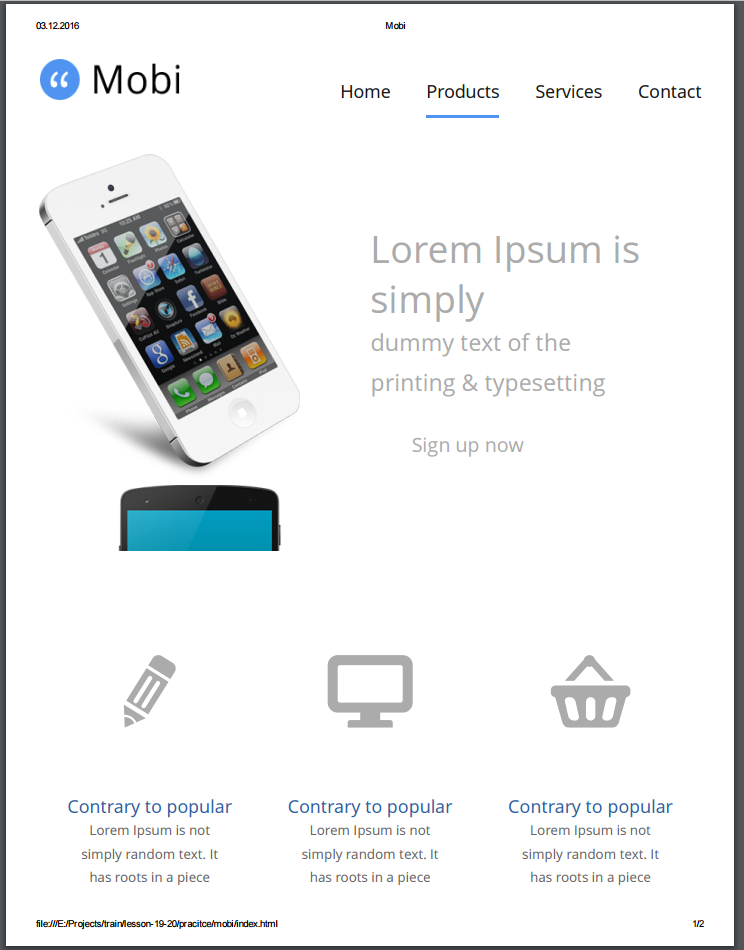 03.12.2016
Mobi
Mobi
Home
Products
Services
Contact
Lorem Ipsum is
simply
dummy text of the
printing & typesetting
Sign up now
Contrary to popular
Lorem Ipsum is not
simply random text. It
has roots in a piece
Contrary to popular
Lorem Ipsum is not
simply random text. It
has roots in a piece
Contrary to popular
Lorem Ipsum is not
simply random text. It
has roots in a piece
file:///E:/Projects/train/lesson-19-20/pracitce/mobi/index.html
1/2